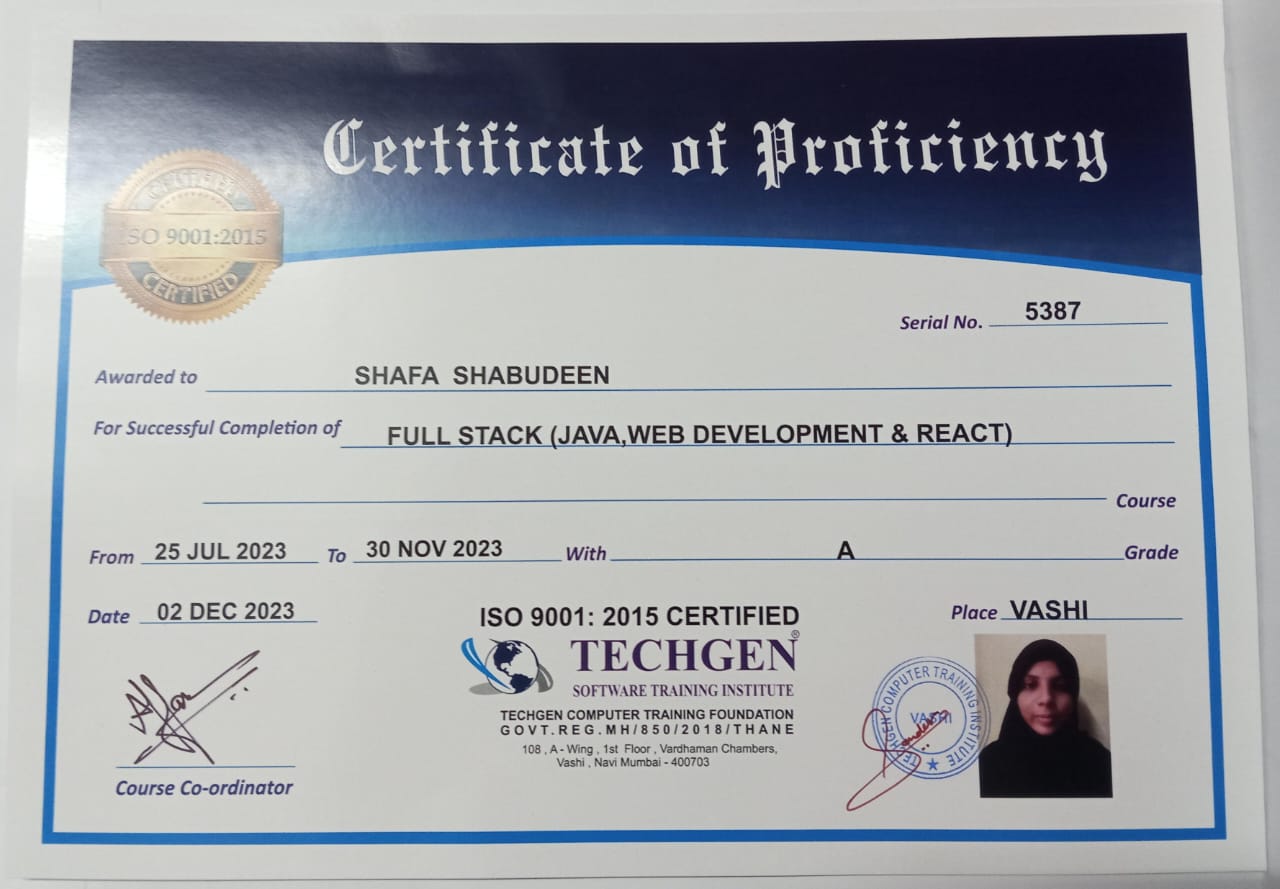 Certificate of Proficiency
CERTIFIED
ISO 9001:2015
CERTIFIED
Serial No. 5387
Awarded to SHAFA SHABUDEEN
For Successful Completion of FULL STACK (JAVA,WEB DEVELOPMENT & REACT)
Course
From 25 JUL 2023 To 30 NOV 2023 With A Grade
Date 02 DEC 2023
Place VASHI
ISO 9001: 2015 CERTIFIED
TECHGEN®
SOFTWARE TRAINING INSTITUTE
TECHGEN COMPUTER TRAINING FOUNDATION
GOVT.REG.MH/850/2018/THANE
108 , A - Wing , 1st Floor , Vardhaman Chambers,
Vashi , Navi Mumbai - 400703
Course Co-ordinator
TECHGEN COMPUTER TRAINING INSTITUTE
VASHI